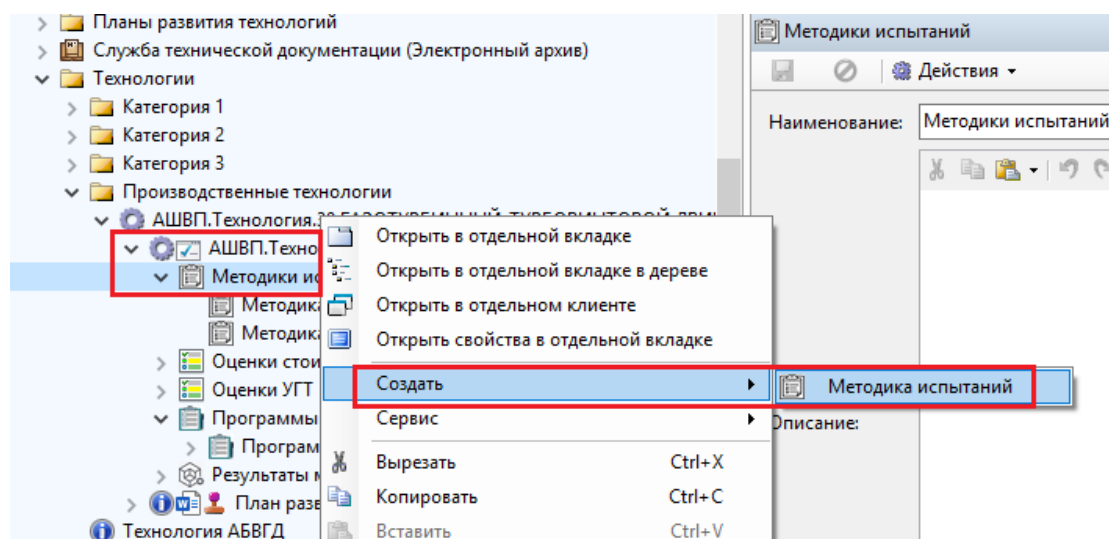 Планы развития технологий
Служба технической документации (Электронный архив)
Технологии
Категория 1
Категория 2
Категория 3
Производственные технологии
АШВП.Технология.
АШВП.Техно
Методики ис
Методика
Методика
Оценки стои
Оценки УГТ
Программы
Програм
Результаты м
План разв
Технология АБВГД
Открыть в отдельной вкладке
Открыть в отдельной вкладке в дереве
Открыть в отдельном клиенте
Открыть свойства в отдельной вкладке
Создать
Сервис
Вырезать Ctrl+X
Копировать Ctrl+C
Вставить Ctrl+V
Методика испытаний
Методики испытаний
Действия
Наименование: Методики испытаний
Описание: